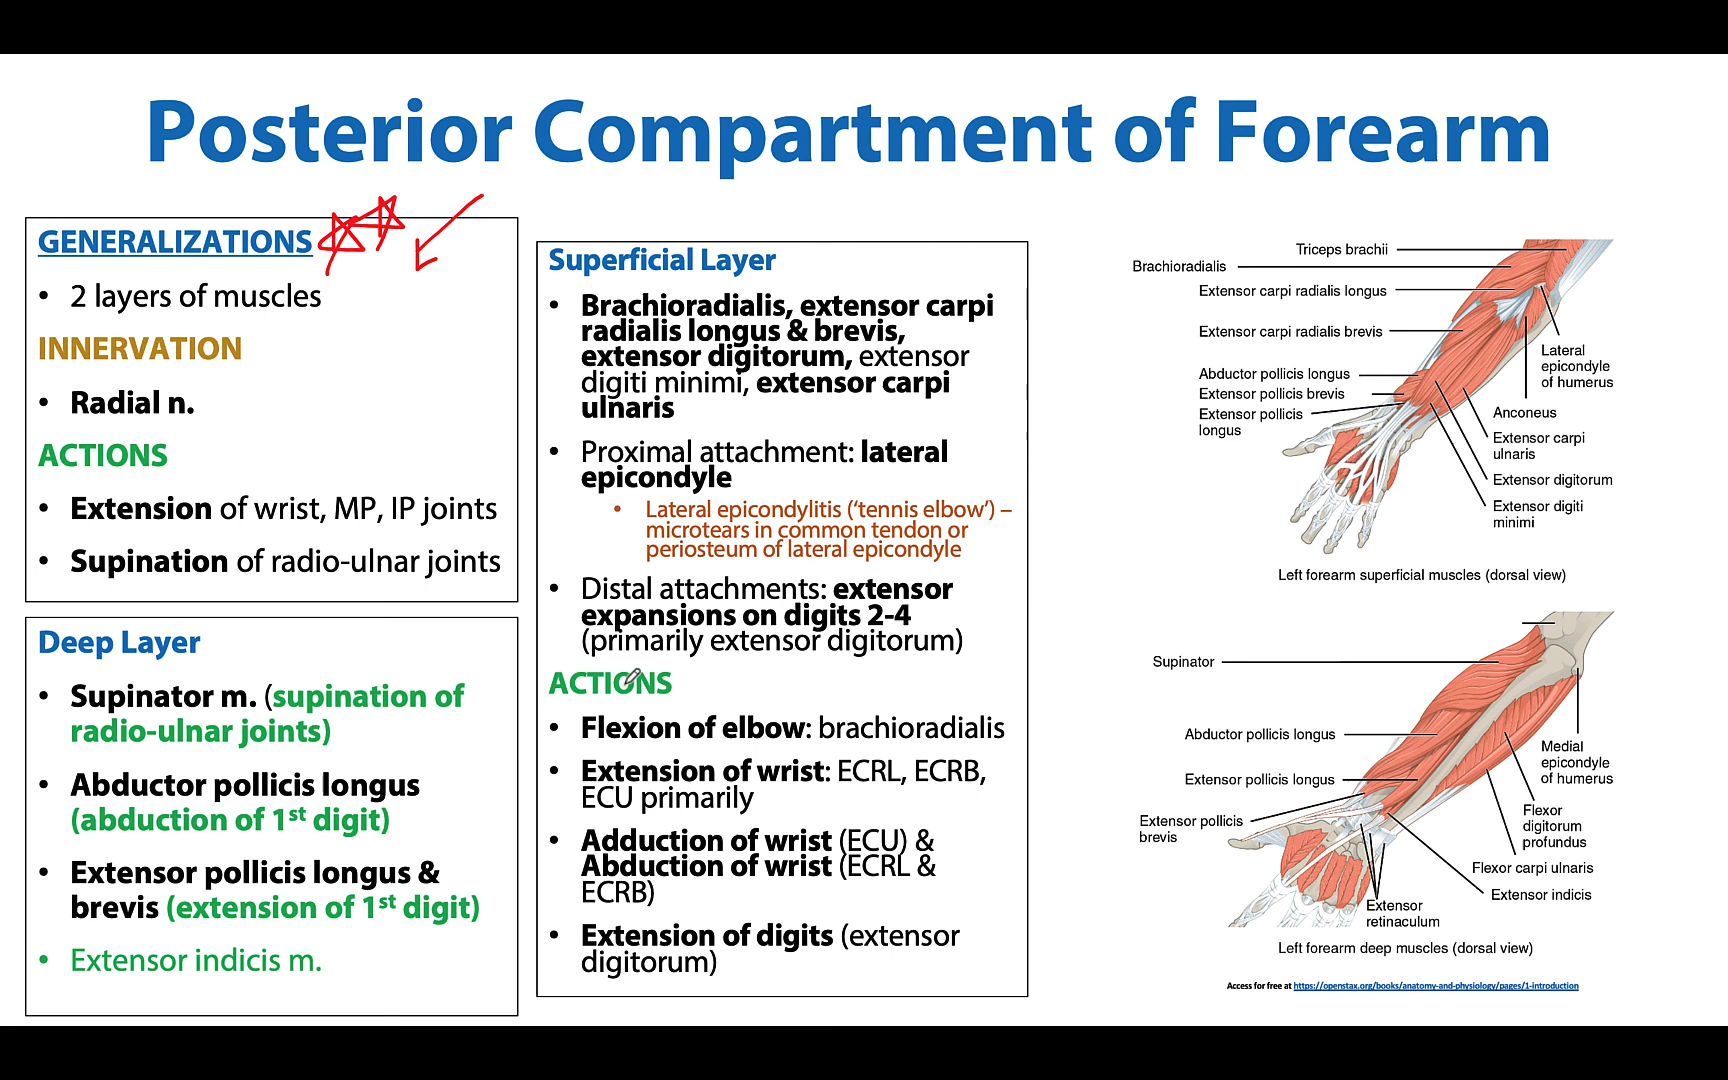 Posterior Compartment of Forearm
GENERALIZATIONS
• 2 layers of muscles
INNERVATION
• Radial n.
ACTIONS
• Extension of wrist, MP, IP joints
• Supination of radio-ulnar joints
Deep Layer
• Supinator m. (supination of
radio-ulnar joints)
• Abductor pollicis longus
(abduction of 1st digit)
• Extensor pollicis longus &
brevis (extension of 1st digit)
• Extensor indicis m.
Superficial Layer
• Brachioradialis, extensor carpi
radialis longus & brevis,
extensor digitorum, extensor
digiti minimi, extensor carpi
ulnaris
• Proximal attachment: lateral
epicondyle
• Lateral epicondylitis (‘tennis elbow’) –
microtears in common tendon or
periosteum of lateral epicondyle
• Distal attachments: extensor
expansions on digits 2-4
(primarily extensor digitorum)
ACTIONS
• Flexion of elbow: brachioradialis
• Extension of wrist: ECRL, ECRB,
ECU primarily
• Adduction of wrist (ECU) &
Abduction of wrist (ECRL &
ECRB)
• Extension of digits (extensor
digitorum)
Triceps brachii
Brachioradialis
Extensor carpi radialis longus
Extensor carpi radialis brevis
Abductor pollicis longus
Extensor pollicis brevis
Extensor pollicis
longus
Lateral
epicondyle
of humerus
Anconeus
Extensor carpi
ulnaris
Extensor digitorum
Extensor digiti
minimi
Left forearm superficial muscles (dorsal view)
Supinator
Abductor pollicis longus
Extensor pollicis longus
Extensor pollicis
brevis
Medial
epicondyle
of humerus
Flexor
digitorum
profundus
Flexor carpi ulnaris
Extensor indicis
Extensor
retinaculum
Left forearm deep muscles (dorsal view)
Access for free at https://openstax.org/books/anatomy-and-physiology/pages/1-introduction